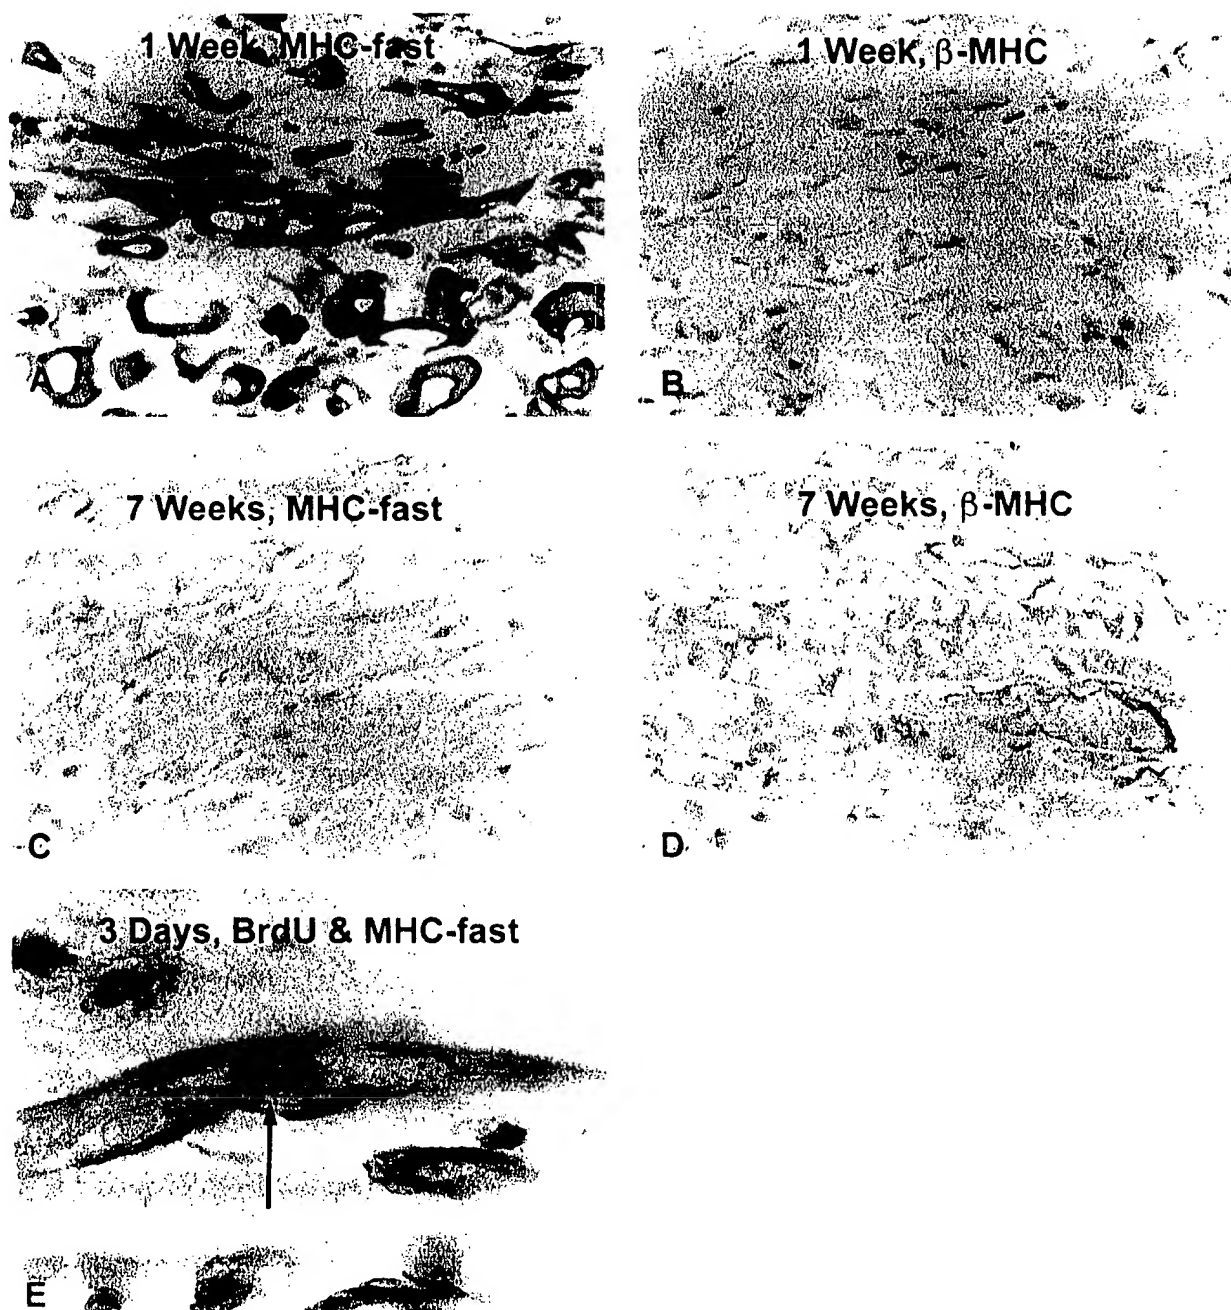 1 Week, MHC-fast
1 Week, β-MHC
A
B
7 Weeks, MHC-fast
7 Weeks, β-MHC
C
D
3 Days, BrdU & MHC-fast
E